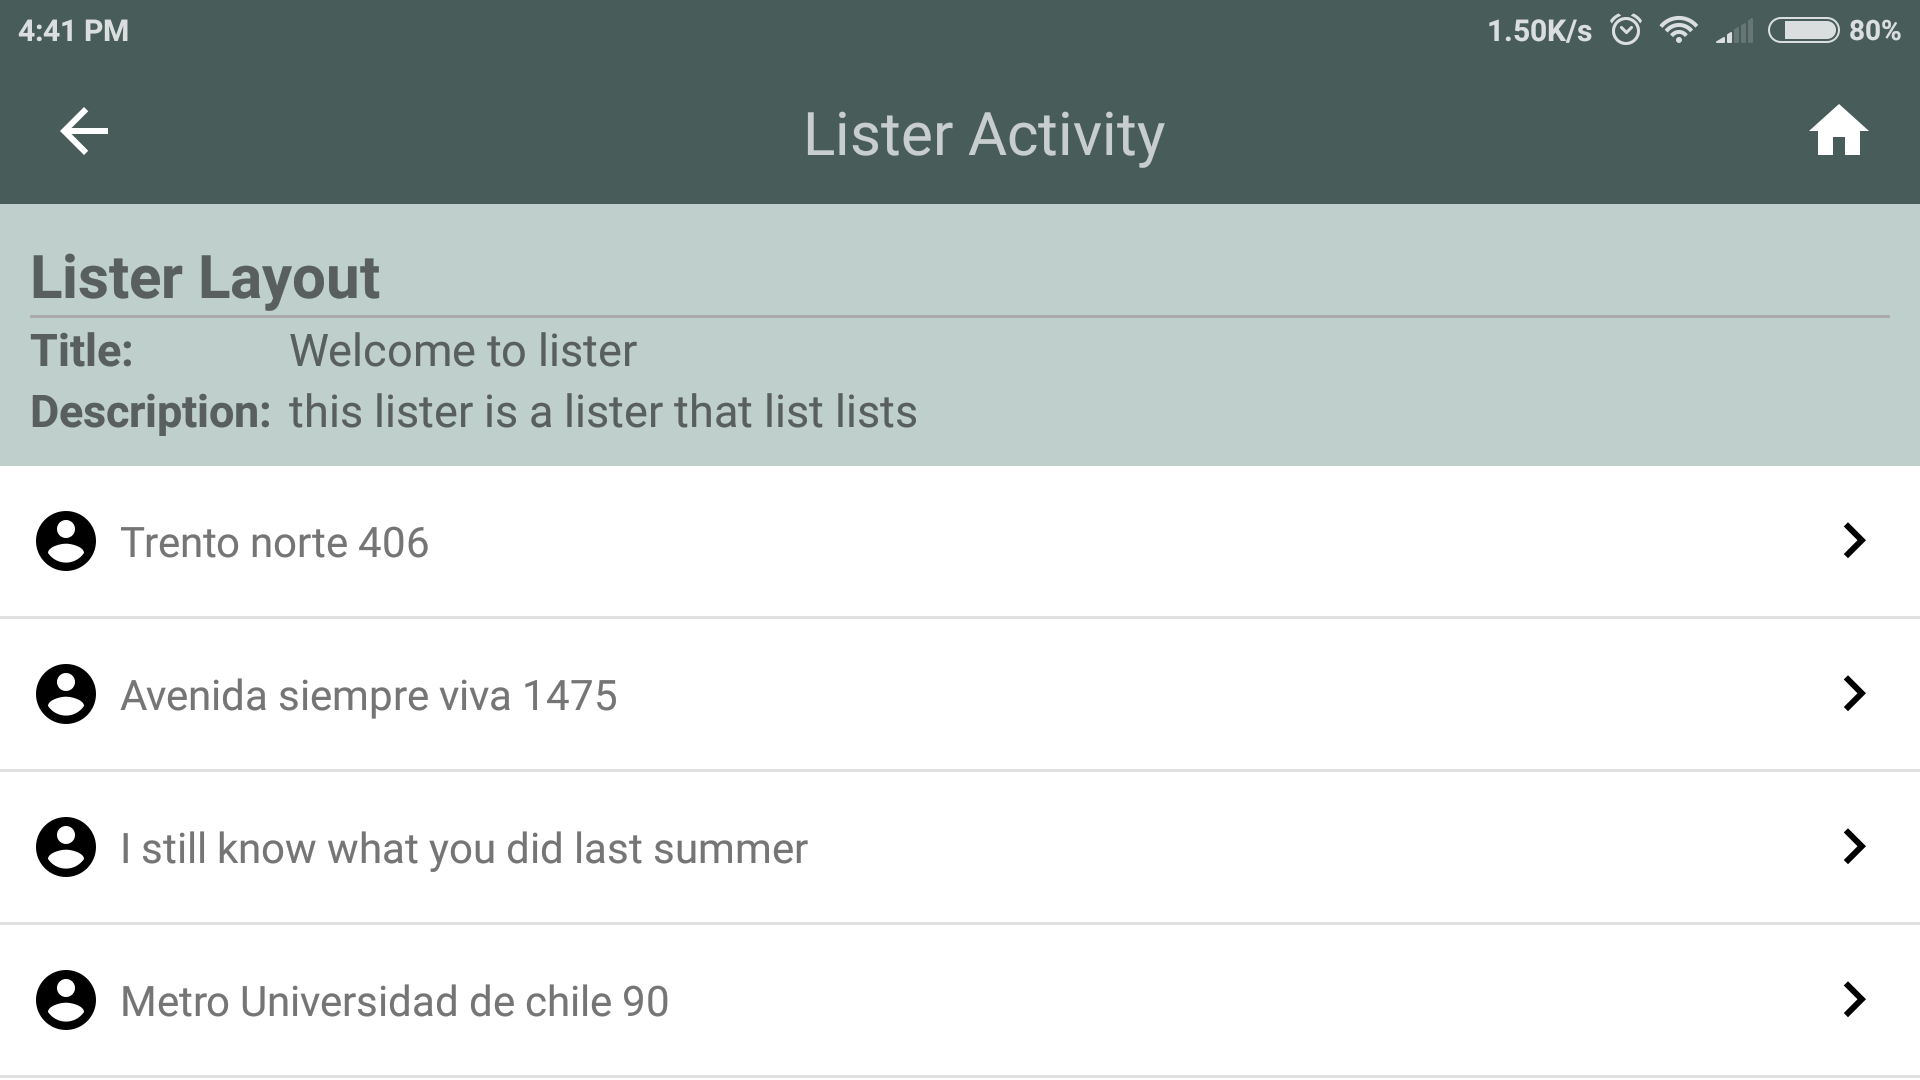 4:41 PM 1.50K/s 80%
Lister Activity
Lister Layout
Title: Welcome to lister
Description: this lister is a lister that list lists
Trento norte 406
Avenida siempre viva 1475
I still know what you did last summer
Metro Universidad de chile 90